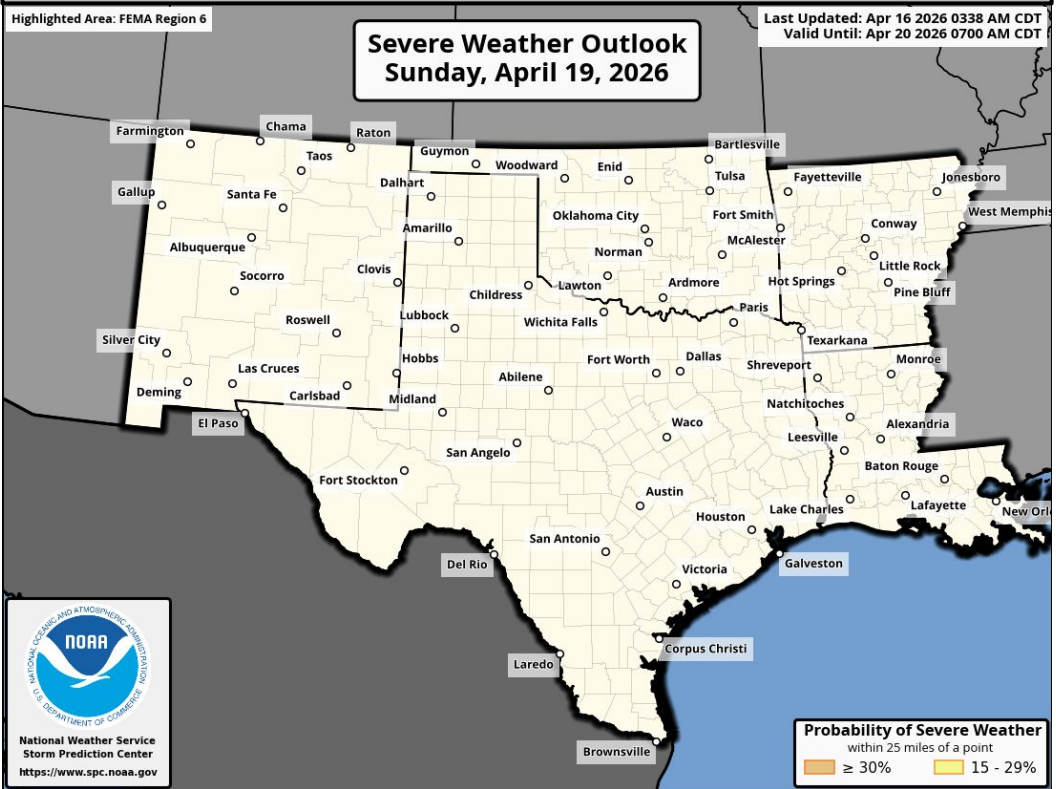 Highlighted Area: FEMA Region 6
Last Updated: Apr 16 2026 0338 AM CDT
Valid Until: Apr 20 2026 0700 AM CDT
Severe Weather Outlook
Sunday, April 19, 2026
Farmington
Chama
Raton
Taos
Guymon
Woodward
Enid
Bartlesville
Tulsa
Fayetteville
Jonesboro
Gallup
Santa Fe
Dalhart
Oklahoma City
Fort Smith
West Memphis
Albuquerque
Amarillo
Norman
McAlester
Conway
Little Rock
Socorro
Clovis
Childress
Lawton
Ardmore
Hot Springs
Pine Bluff
Roswell
Lubbock
Wichita Falls
Paris
Texarkana
Silver City
Hobbs
Fort Worth
Dallas
Shreveport
Monroe
Deming
Las Cruces
Carlsbad
Midland
Abilene
Natchitoches
El Paso
Waco
Leesville
Alexandria
San Angelo
Fort Stockton
Baton Rouge
Austin
Houston
Lake Charles
Lafayette
New Orl
San Antonio
Del Rio
Galveston
Victoria
Laredo
Corpus Christi
Brownsville
NATIONAL OCEANIC AND ATMOSPHERIC ADMINISTRATION
NOAA
U.S. DEPARTMENT OF COMMERCE
National Weather Service
Storm Prediction Center
https://www.spc.noaa.gov
Probability of Severe Weather
within 25 miles of a point
≥ 30%
15 - 29%